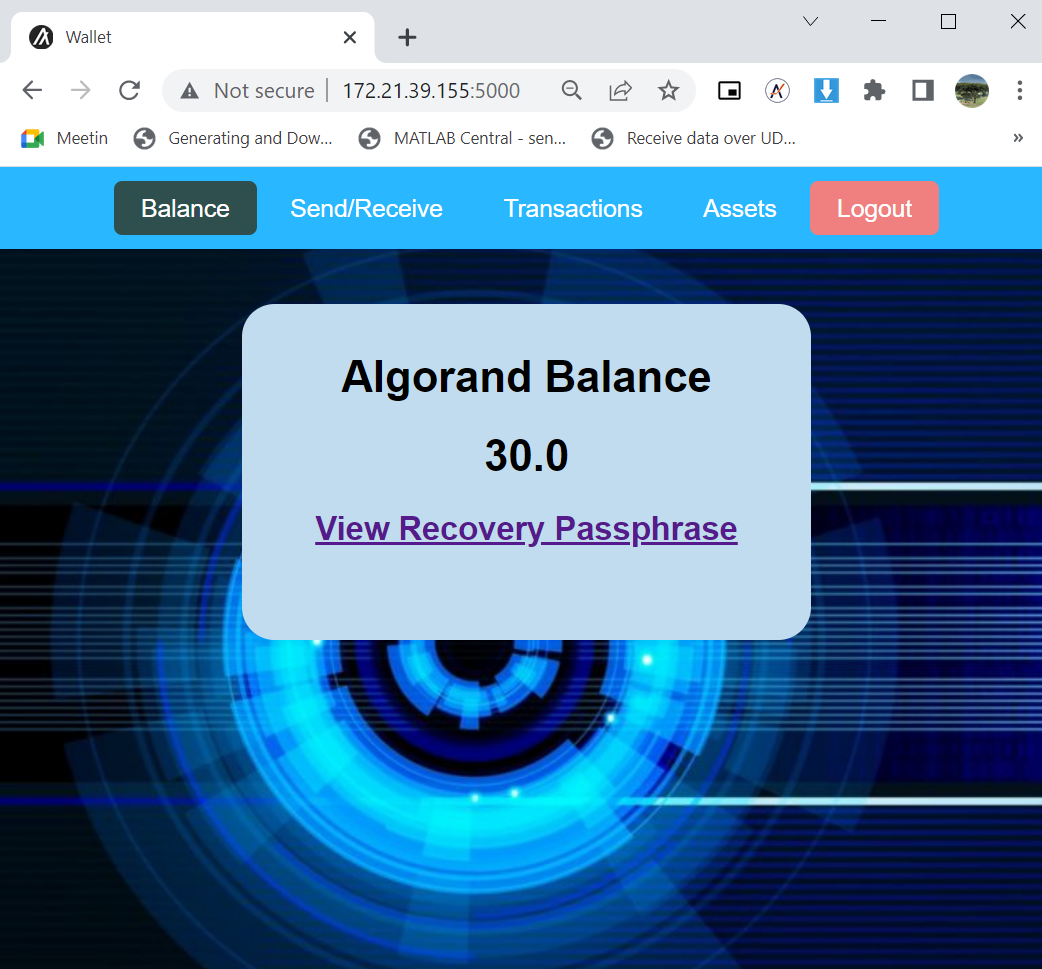 Wallet
Not secure | 172.21.39.155:5000
Meetin Generating and Dow... MATLAB Central - sen... Receive data over UD... »
Balance Send/Receive Transactions Assets Logout
Algorand Balance
30.0
View Recovery Passphrase